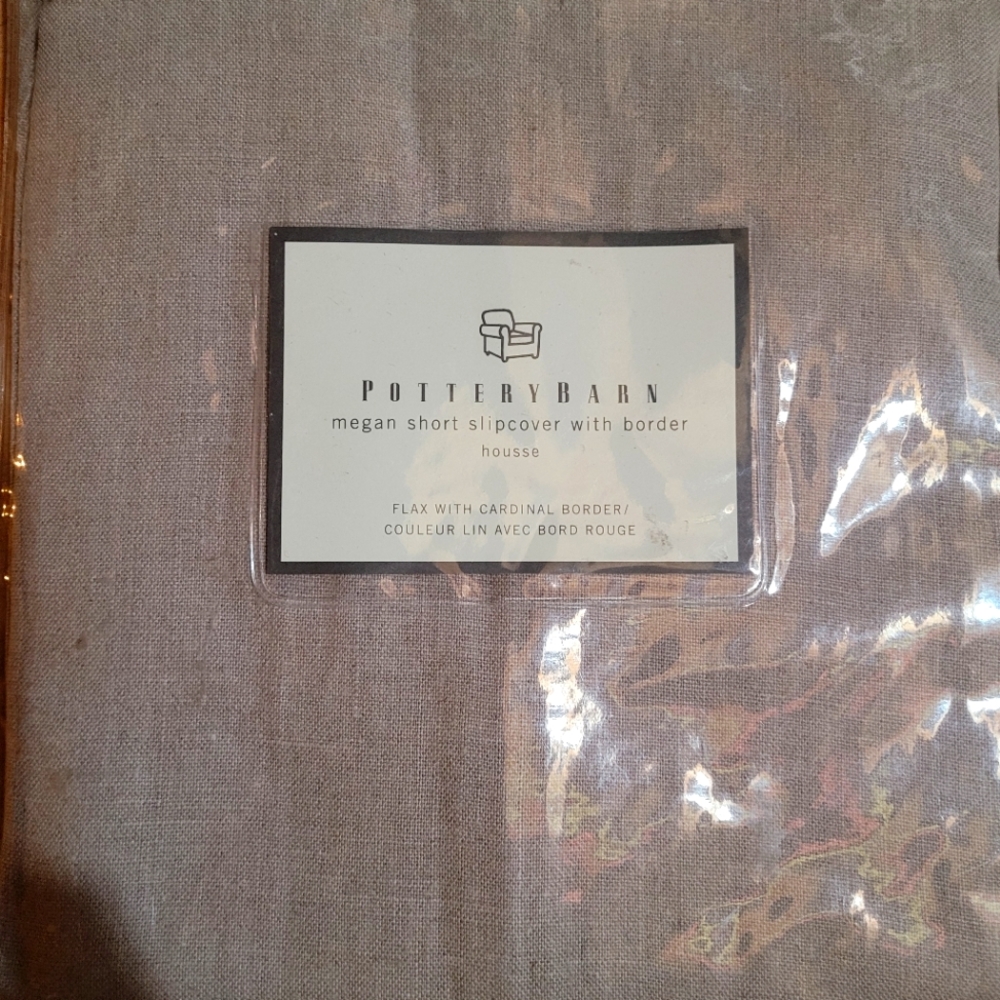 POTTERYBARN
megan short slipcover with border
housse
FLAX WITH CARDINAL BORDER/
COULEUR LIN AVEC BORD ROUGE